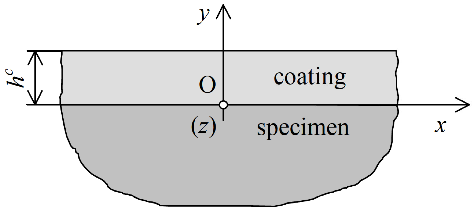 y
h^c
O
coating
(z)
specimen
x